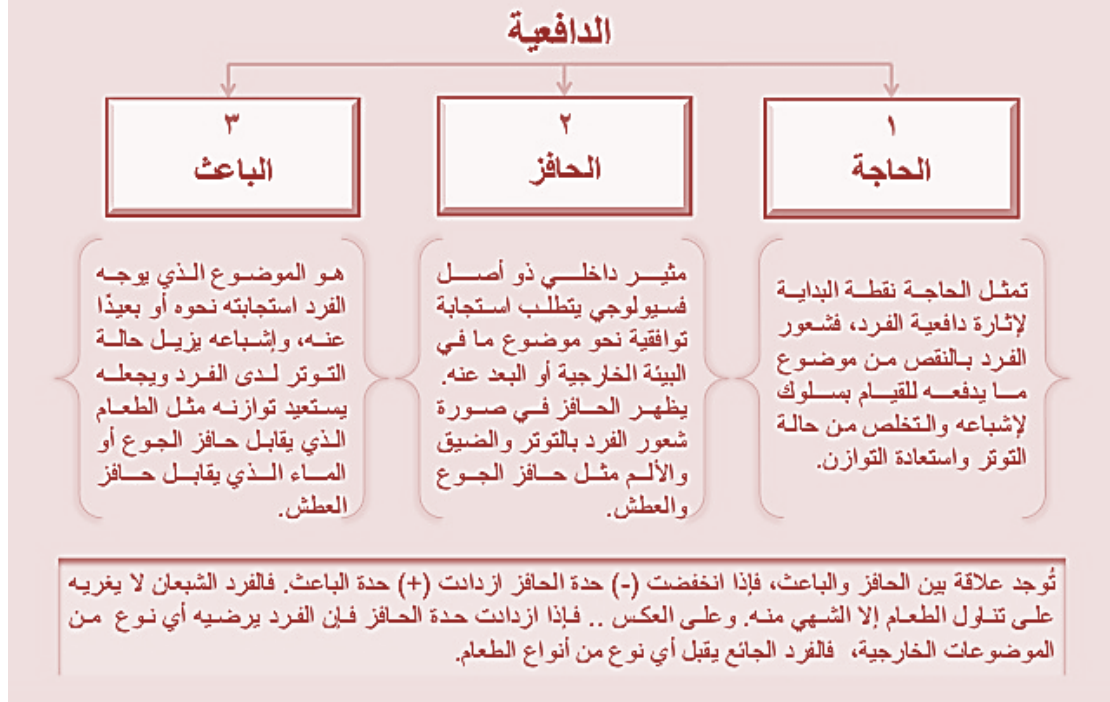 الدافعية
١
الحاجة
تمثل الحاجة نقطة البداية
لإثارة دافعية الفرد، فشعور
الفرد بالنقص من موضوع
ما يدفعه للقيام بسلوك
لإشباعه والتخلص من حالة
التوتر واستعادة التوازن.
٢
الحافز
مثير داخلي ذو أصل
فسيولوجي يتطلب استجابة
توافقية نحو موضوع ما في
البيئة الخارجية أو البعد عنه.
يظهر الحافز في صورة
شعور الفرد بالتوتر والضيق
والألم مثل حافز الجوع
والعطش.
٣
الباعث
هو الموضوع الذي يوجه
الفرد استجابته نحوه أو بعيدًا
عنه، وإشباعه يزيل حالة
التوتر لدى الفرد ويجعله
يستعيد توازنه مثل الطعام
الذي يقابل حافز الجوع أو
الماء الذي يقابل حافز
العطش.
تُوجد علاقة بين الحافز والباعث، فإذا انخفضت (-) حدة الحافز ازدادت (+) حدة الباعث. فالفرد الشبعان لا يغريه
على تناول الطعام إلا الشهي منه. وعلى العكس .. فإذا ازدادت حدة الحافز فإن الفرد يرضيه أي نوع من
الموضوعات الخارجية، فالفرد الجائع يقبل أي نوع من أنواع الطعام.